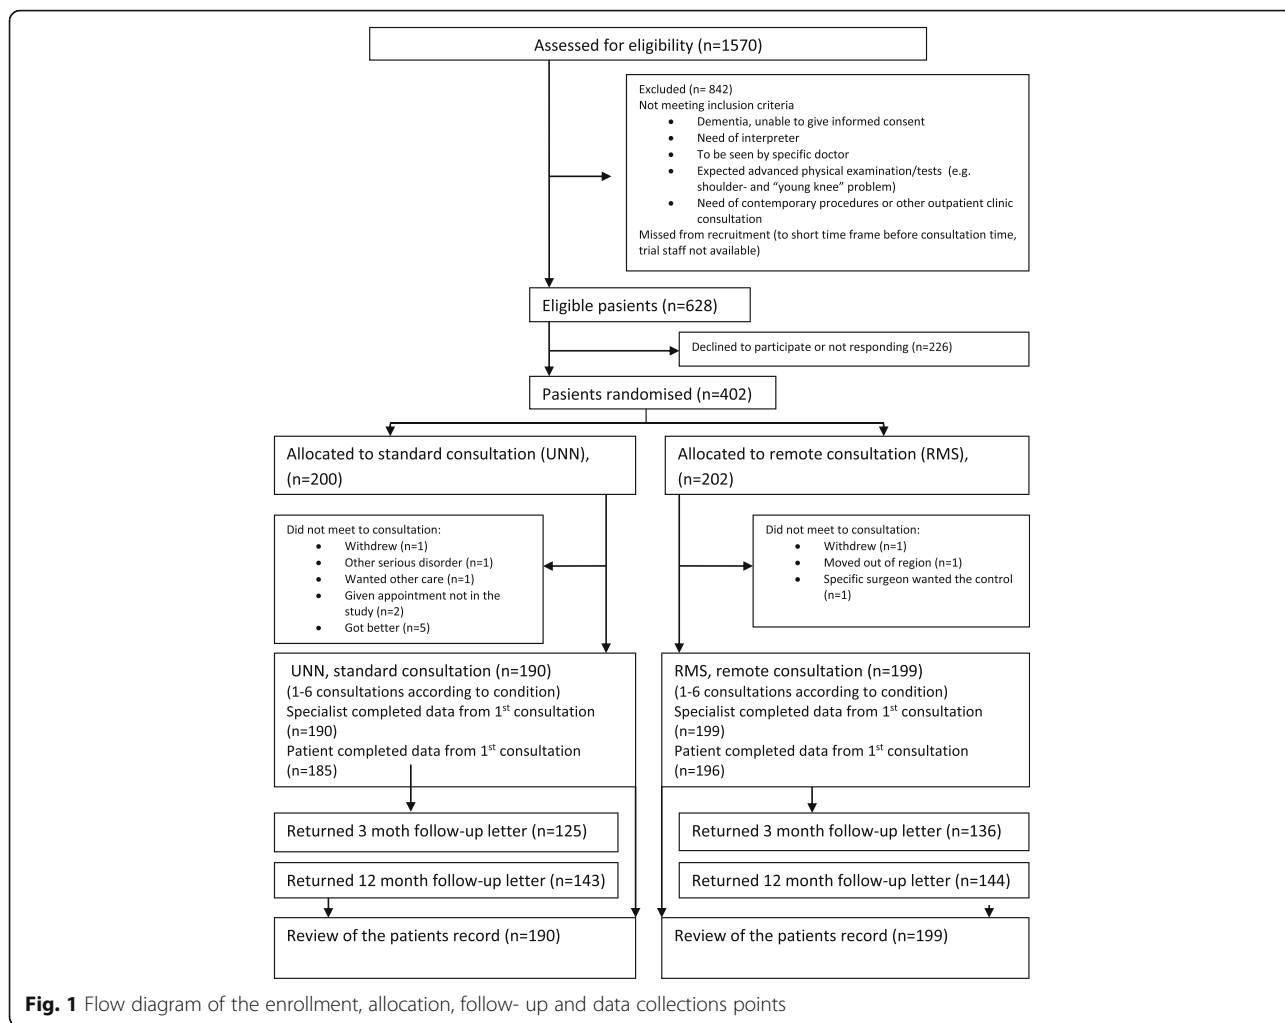 Assessed for eligibility (n=1570)
Excluded (n= 842)
Not meeting inclusion criteria
• Dementia, unable to give informed consent
• Need of interpreter
• To be seen by specific doctor
• Expected advanced physical examination/tests (e.g.
shoulder- and “young knee” problem)
• Need of contemporary procedures or other outpatient clinic
consultation
Missed from recruitment (to short time frame before consultation time,
trial staff not available)
Eligible pasients (n=628)
Declined to participate or not responding (n=226)
Pasients randomised (n=402)
Allocated to standard consultation (UNN),
(n=200)
Allocated to remote consultation (RMS),
(n=202)
Did not meet to consultation:
• Withdrew (n=1)
• Other serious disorder (n=1)
• Wanted other care (n=1)
• Given appointment not in the
study (n=2)
• Got better (n=5)
Did not meet to consultation:
• Withdrew (n=1)
• Moved out of region (n=1)
• Specific surgeon wanted the control
(n=1)
UNN, standard consultation (n=190)
(1-6 consultations according to condition)
Specialist completed data from 1st consultation
(n=190)
Patient completed data from 1st consultation
(n=185)
RMS, remote consultation (n=199)
(1-6 consultations according to condition)
Specialist completed data from 1st consultation
(n=199)
Patient completed data from 1st consultation
(n=196)
Returned 3 moth follow-up letter (n=125)
Returned 3 month follow-up letter (n=136)
Returned 12 month follow-up letter (n=143)
Returned 12 month follow-up letter (n=144)
Review of the patients record (n=190)
Review of the patients record (n=199)
Fig. 1 Flow diagram of the enrollment, allocation, follow- up and data collections points